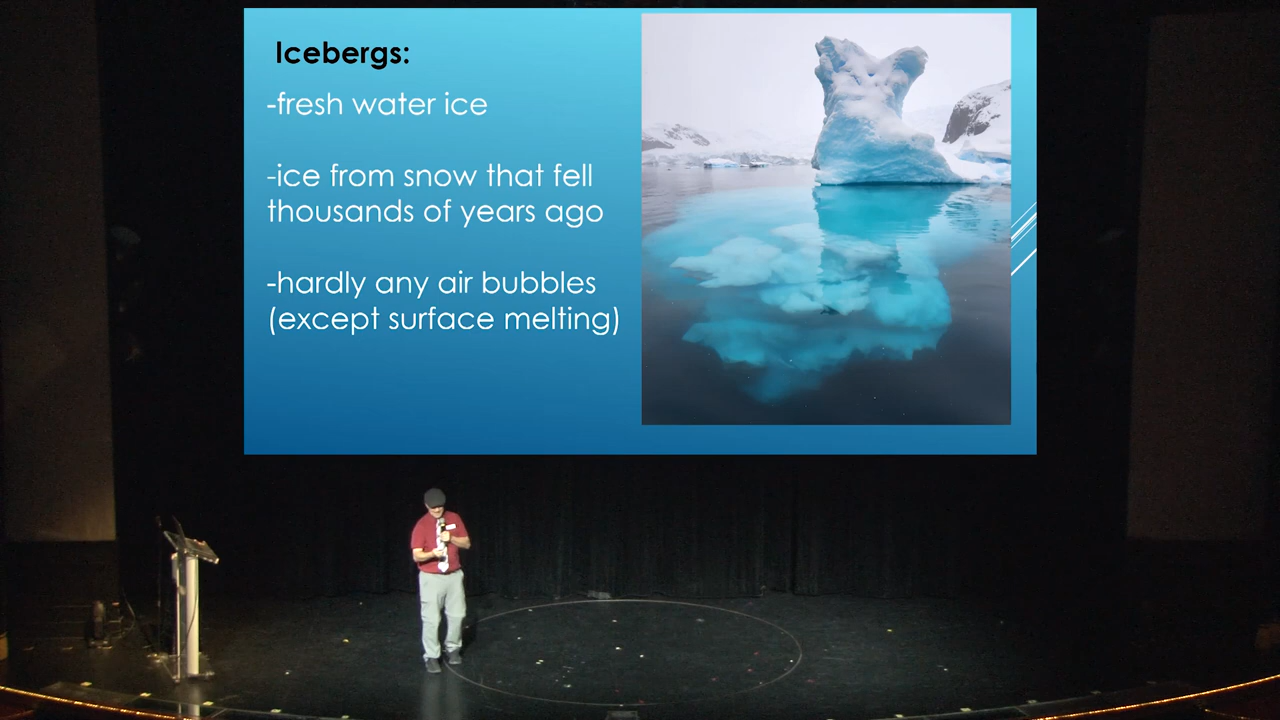 Icebergs:
-fresh water ice
-ice from snow that fell
thousands of years ago
-hardly any air bubbles
(except surface melting)